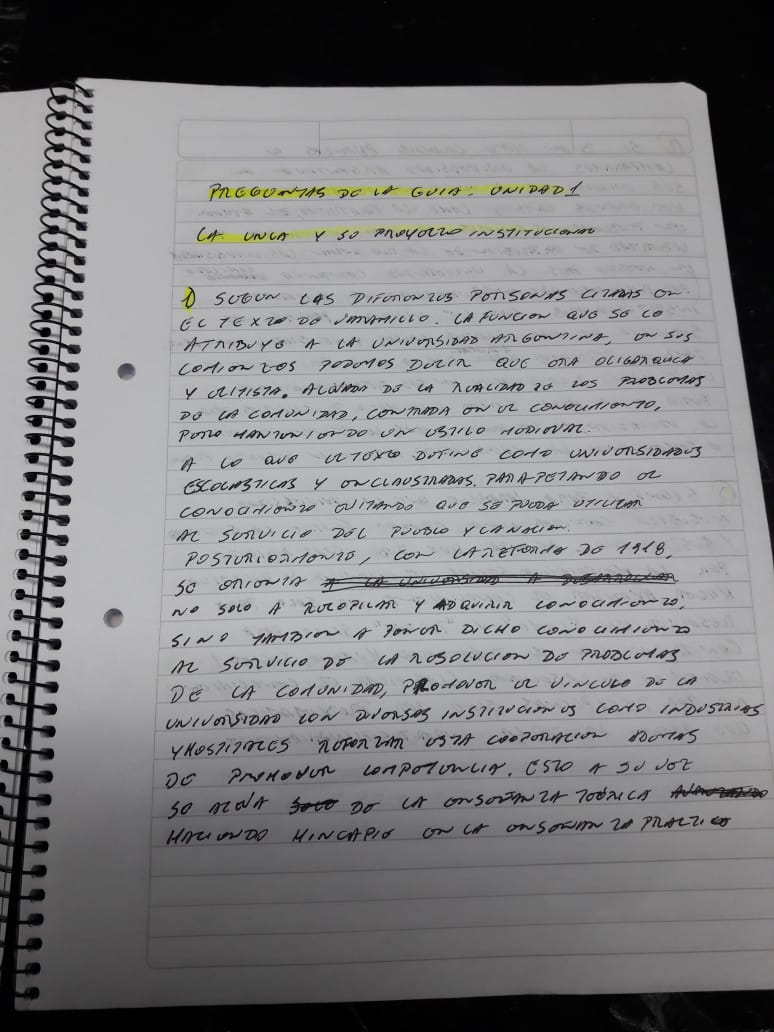 PREGUNTAS DE LA GUIA: UNIDAD 1
LA UNLA Y SU PROYECTO INSTITUCIONAL
1) SEGUN LAS DIFERENTES PERSONAS CITADAS EN
EL TEXTO DE JARAMILLO. LA FUNCION QUE SE LE
ATRIBUYE A LA UNIVERSIDAD ARGENTINA, EN SUS
COMIENZOS PODEMOS DECIR QUE ERA OLIGARQUICA
Y ELITISTA. ALEJADA DE LA REALIDAD DE LOS PROBLEMAS
DE LA COMUNIDAD, CENTRADA EN EL CONOCIMIENTO,
PERO MANTENIENDO UN ESTILO MEDIEVAL.
A LO QUE EL TEXTO DEFINE COMO UNIVERSIDADES
ESCOLASTICAS Y ENCLAUSTRADAS. PARAPETANDO EL
CONOCIMIENTO EVITANDO QUE SE PUEDA UTILIZAR
AL SERVICIO DEL PUEBLO Y LA NACION.
POSTERIORMENTE, CON LA REFORMA DE 1918,
SE ORIENTA A LA UNIVERSIDAD A DESARROLLAR
NO SOLO A RECOPILAR Y ADQUIRIR CONOCIMIENTO,
SINO TAMBIEN A "PONER" DICHO CONOCIMIENTO
AL SERVICIO DE LA RESOLUCION DE PROBLEMAS
DE LA COMUNIDAD, PROMOVER EL VINCULO DE LA
UNIVERSIDAD CON DIVERSAS INSTITUCIONES COMO INDUSTRIAS
Y HOSPITALES REFORZAR ESTA COOPERACION ADEMAS
DE PROMOVER COMPETENCIA. ESTO A SU VEZ
SE ALEJA SOLO DE LA ENSEÑANZA TEÓRICA
HACIENDO HINCAPIE EN LA ENSEÑANZA PRACTICA